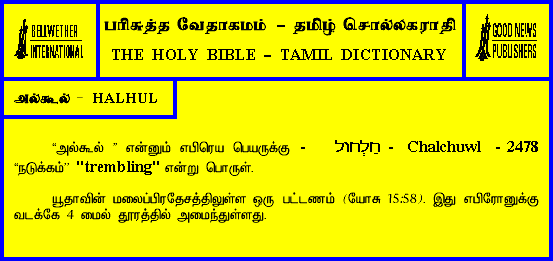 BELLWETHER
INTERNATIONAL
பரிசுத்த வேதாகமம் – தமிழ் சொல்லகராதி
THE HOLY BIBLE – TAMIL DICTIONARY
GOOD NEWS
PUBLISHERS
அல்கூல் – HALHUL
“அல்கூல் ” என்னும் எபிரெய பெயருக்கு - חַלְחוּל - Chalchuwl - 2478
“நடுக்கம்” "trembling" என்று பொருள்.
யூதாவின் மலைப்பிரதேசத்திலுள்ள ஒரு பட்டணம் (யோசு 15:58). இது எபிரோனுக்கு
வடக்கே 4 மைல் தூரத்தில் அமைந்துள்ளது.